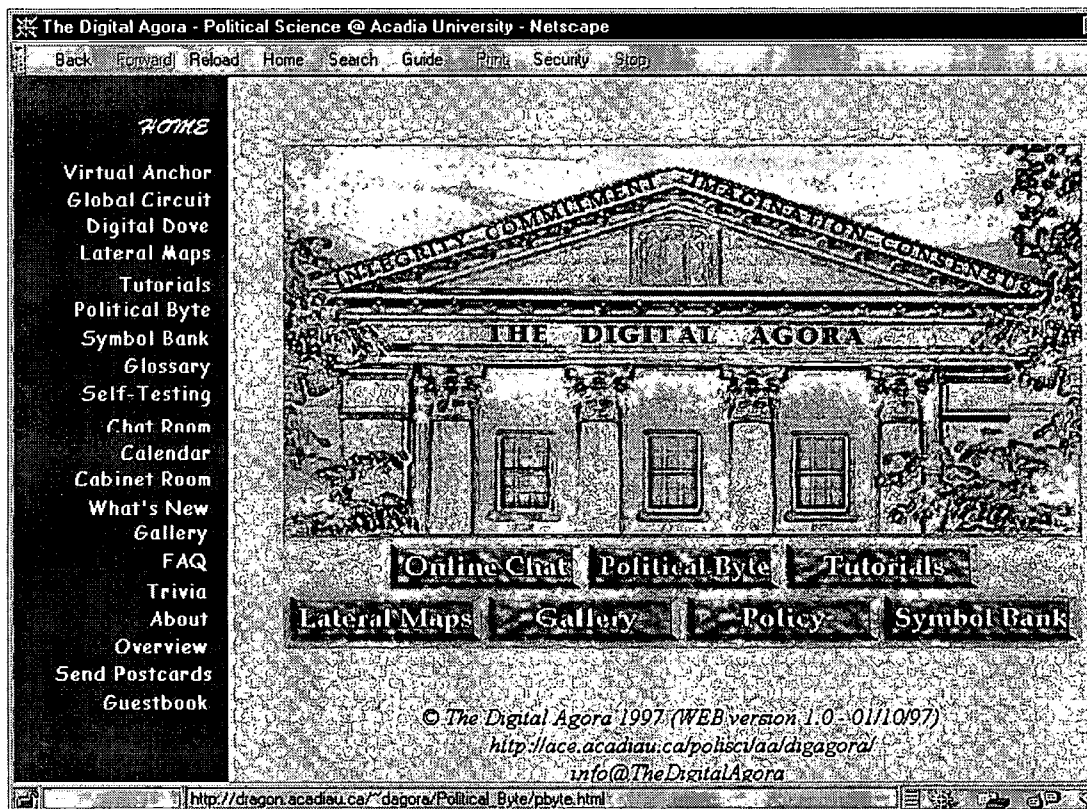 The Digital Agora - Political Science @ Acadia University - Netscape
Back Forward Reload Home Search Guide Print Security Stop
HOME
Virtual Anchor
Global Circuit
Digital Dove
Lateral Maps
Tutorials
Political Byte
Symbol Bank
Glossary
Self-Testing
Chat Room
Calendar
Cabinet Room
What's New
Gallery
FAQ
Trivia
About
Overview
Send Postcards
Guestbook
INTEGRITY - COMMITMENT - IMAGINATION - CONSENSUS
THE DIGITAL AGORA
Online Chat Political Byte Tutorials
Lateral Maps Gallery Policy Symbol Bank
© The Digital Agora 1997 (WEB version 1.0 - 01/10/97)
http://ace.acadiau.ca/polisci/aa/digagora/
info@TheDigitalAgora
http://dragon.acadiau.ca/~dagora/Political_Byte/pbyte.html